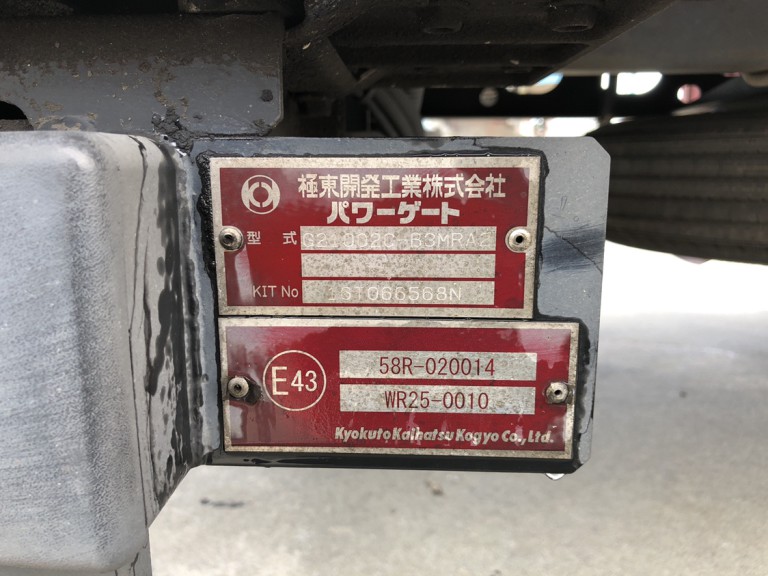 極東開発工業株式会社
パワーゲート
型式
KIT No GT066568N
E43
58R-020014
WR25-0010
Kyokuto Kaihatsu Kogyo Co., Ltd.